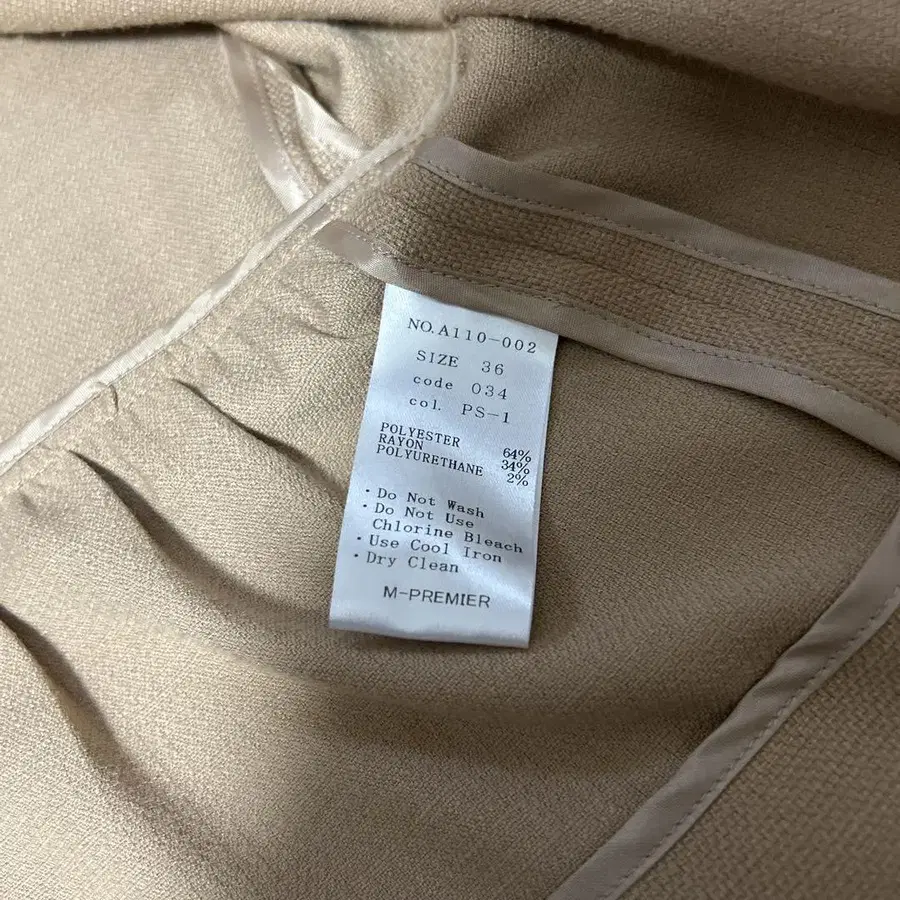 NO. A110-002
SIZE 36
code 034
col. PS-1
POLYESTER 64%
RAYON 34%
POLYURETHANE 2%
・Do Not Wash
・Do Not Use
Chlorine Bleach
・Use Cool Iron
・Dry Clean
M-PREMIER